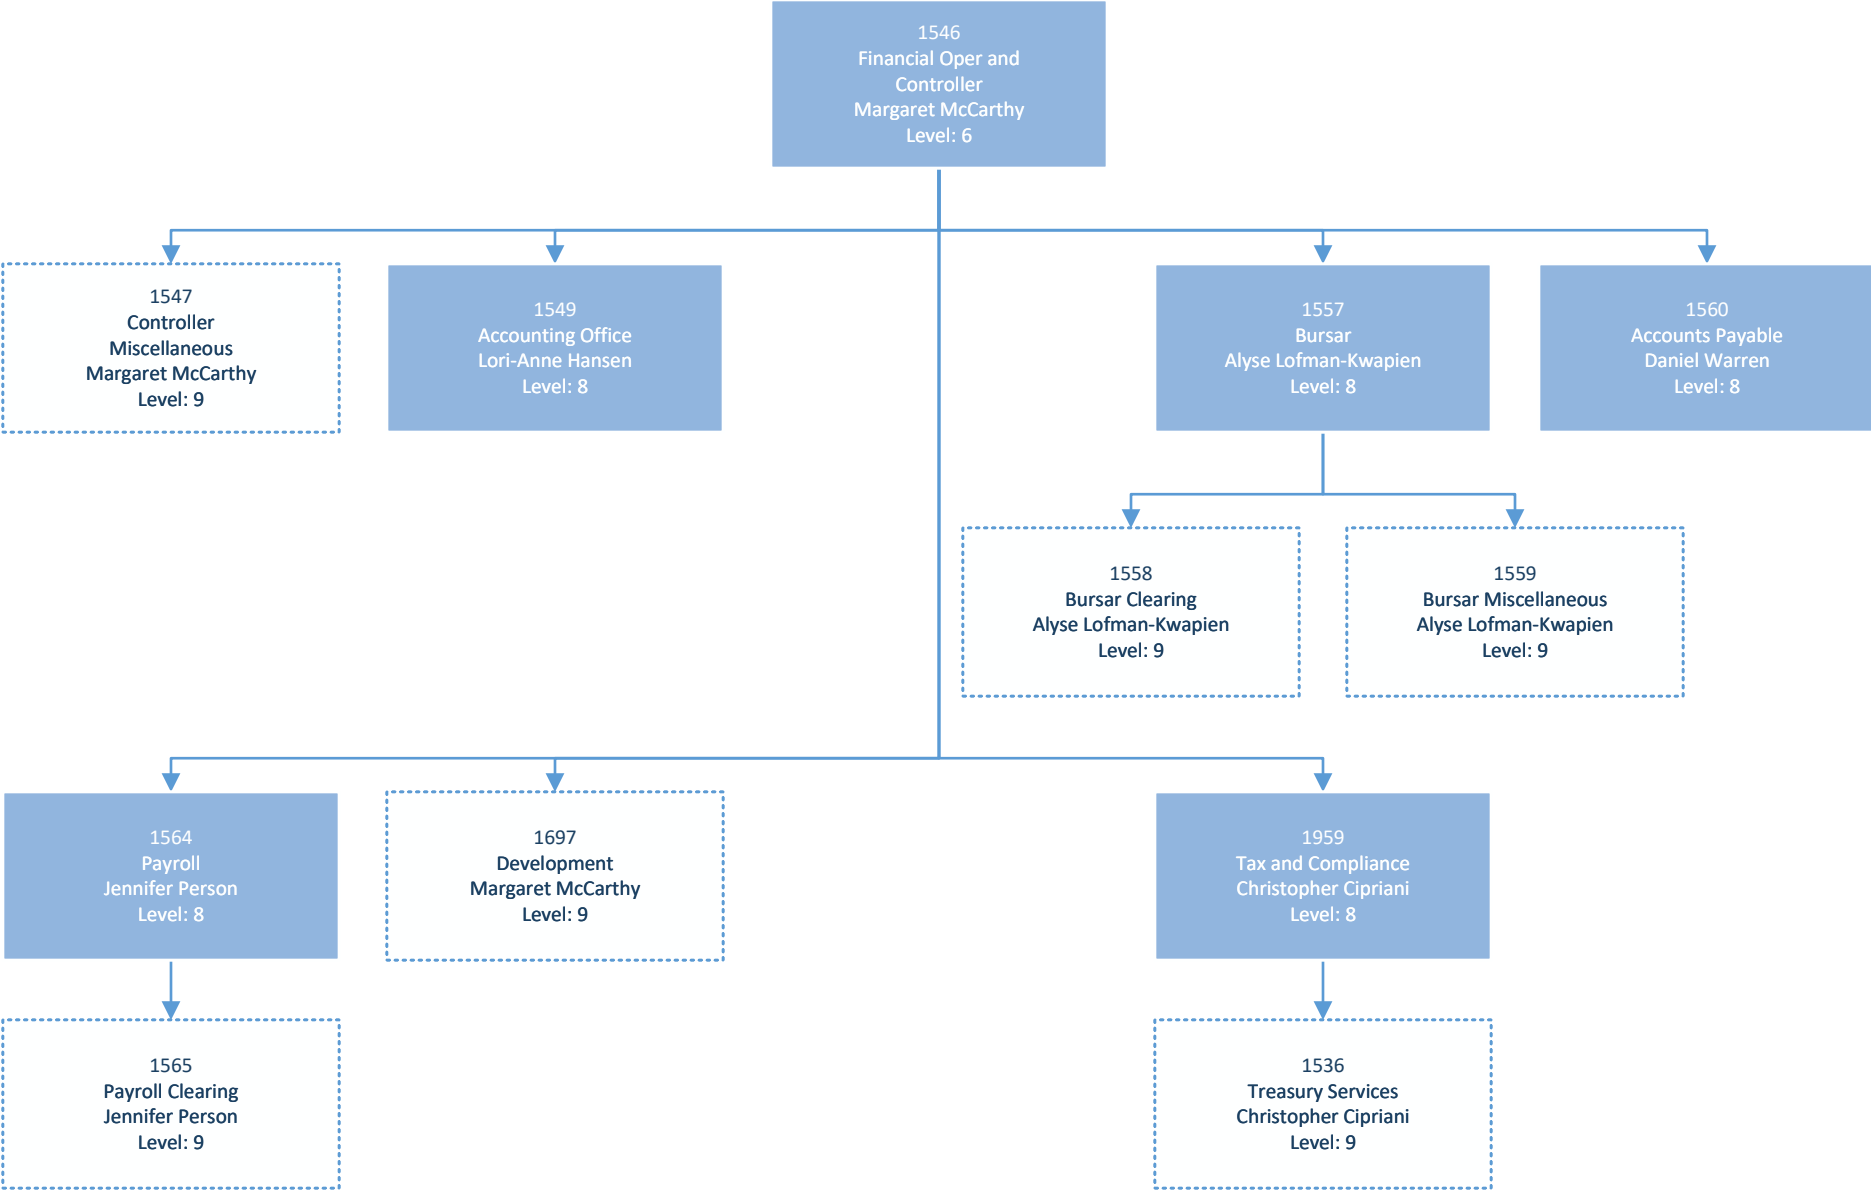 1546
Financial Oper and
Controller
Margaret McCarthy
Level: 6
1547
Controller
Miscellaneous
Margaret McCarthy
Level: 9
1549
Accounting Office
Lori-Anne Hansen
Level: 8
1557
Bursar
Alyse Lofman-Kwapien
Level: 8
1560
Accounts Payable
Daniel Warren
Level: 8
1558
Bursar Clearing
Alyse Lofman-Kwapien
Level: 9
1559
Bursar Miscellaneous
Alyse Lofman-Kwapien
Level: 9
1564
Payroll
Jennifer Person
Level: 8
1697
Development
Margaret McCarthy
Level: 9
1959
Tax and Compliance
Christopher Cipriani
Level: 8
1565
Payroll Clearing
Jennifer Person
Level: 9
1536
Treasury Services
Christopher Cipriani
Level: 9